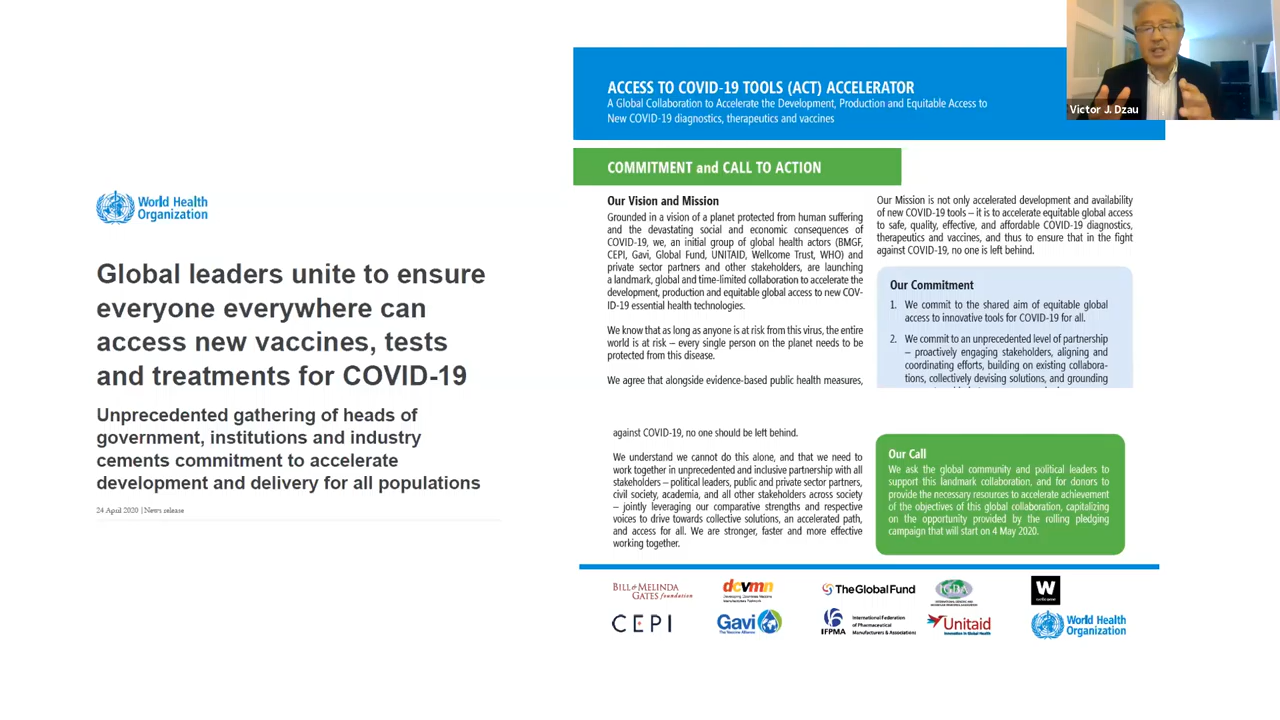 World Health
Organization
Global leaders unite to ensure
everyone everywhere can
access new vaccines, tests
and treatments for COVID-19
Unprecedented gathering of heads of
government, institutions and industry
cements commitment to accelerate
development and delivery for all populations
24 April 2020 | News release
ACCESS TO COVID-19 TOOLS (ACT) ACCELERATOR
A Global Collaboration to Accelerate the Development, Production and Equitable Access to
New COVID-19 diagnostics, therapeutics and vaccines
Victor J. Dzau
COMMITMENT and CALL TO ACTION
Our Vision and Mission
Grounded in a vision of a planet protected from human suffering
and the devastating social and economic consequences of
COVID-19, we, an initial group of global health actors (BMGF,
CEPI, Gavi, Global Fund, UNITAID, Wellcome Trust, WHO) and
private sector partners and other stakeholders, are launching
a landmark, global and time-limited collaboration to accelerate the
development, production and equitable global access to new COV-
ID-19 essential health technologies.
We know that as long as anyone is at risk from this virus, the entire
world is at risk – every single person on the planet needs to be
protected from this disease.
We agree that alongside evidence-based public health measures,
Our Mission is not only accelerated development and availability
of new COVID-19 tools – it is to accelerate equitable global access
to safe, quality, effective, and affordable COVID-19 diagnostics,
therapeutics and vaccines, and thus to ensure that in the fight
against COVID-19, no one is left behind.
Our Commitment
1. We commit to the shared aim of equitable global
access to innovative tools for COVID-19 for all.
2. We commit to an unprecedented level of partnership
– proactively engaging stakeholders, aligning and
coordinating efforts, building on existing collabora-
tions, collectively devising solutions, and grounding
against COVID-19, no one should be left behind.
We understand we cannot do this alone, and that we need to
work together in unprecedented and inclusive partnership with all
stakeholders – political leaders, public and private sector partners,
civil society, academia, and all other stakeholders across society
– jointly leveraging our comparative strengths and respective
voices to drive towards collective solutions, an accelerated path,
and access for all. We are stronger, faster and more effective
working together.
Our Call
We ask the global community and political leaders to
support this landmark collaboration, and for donors to
provide the necessary resources to accelerate achievement
of the objectives of this global collaboration, capitalizing
on the opportunity provided by the rolling pledging
campaign that will start on 4 May 2020.
BILL & MELINDA
GATES foundation
dcvmn
The Global Fund
IGBA
W
CEPI
Gavi
The Vaccine Alliance
IFPMA
International Federation
of Pharmaceutical
Manufacturers & Associations
Unitaid
Innovation in Global Health
World Health
Organization